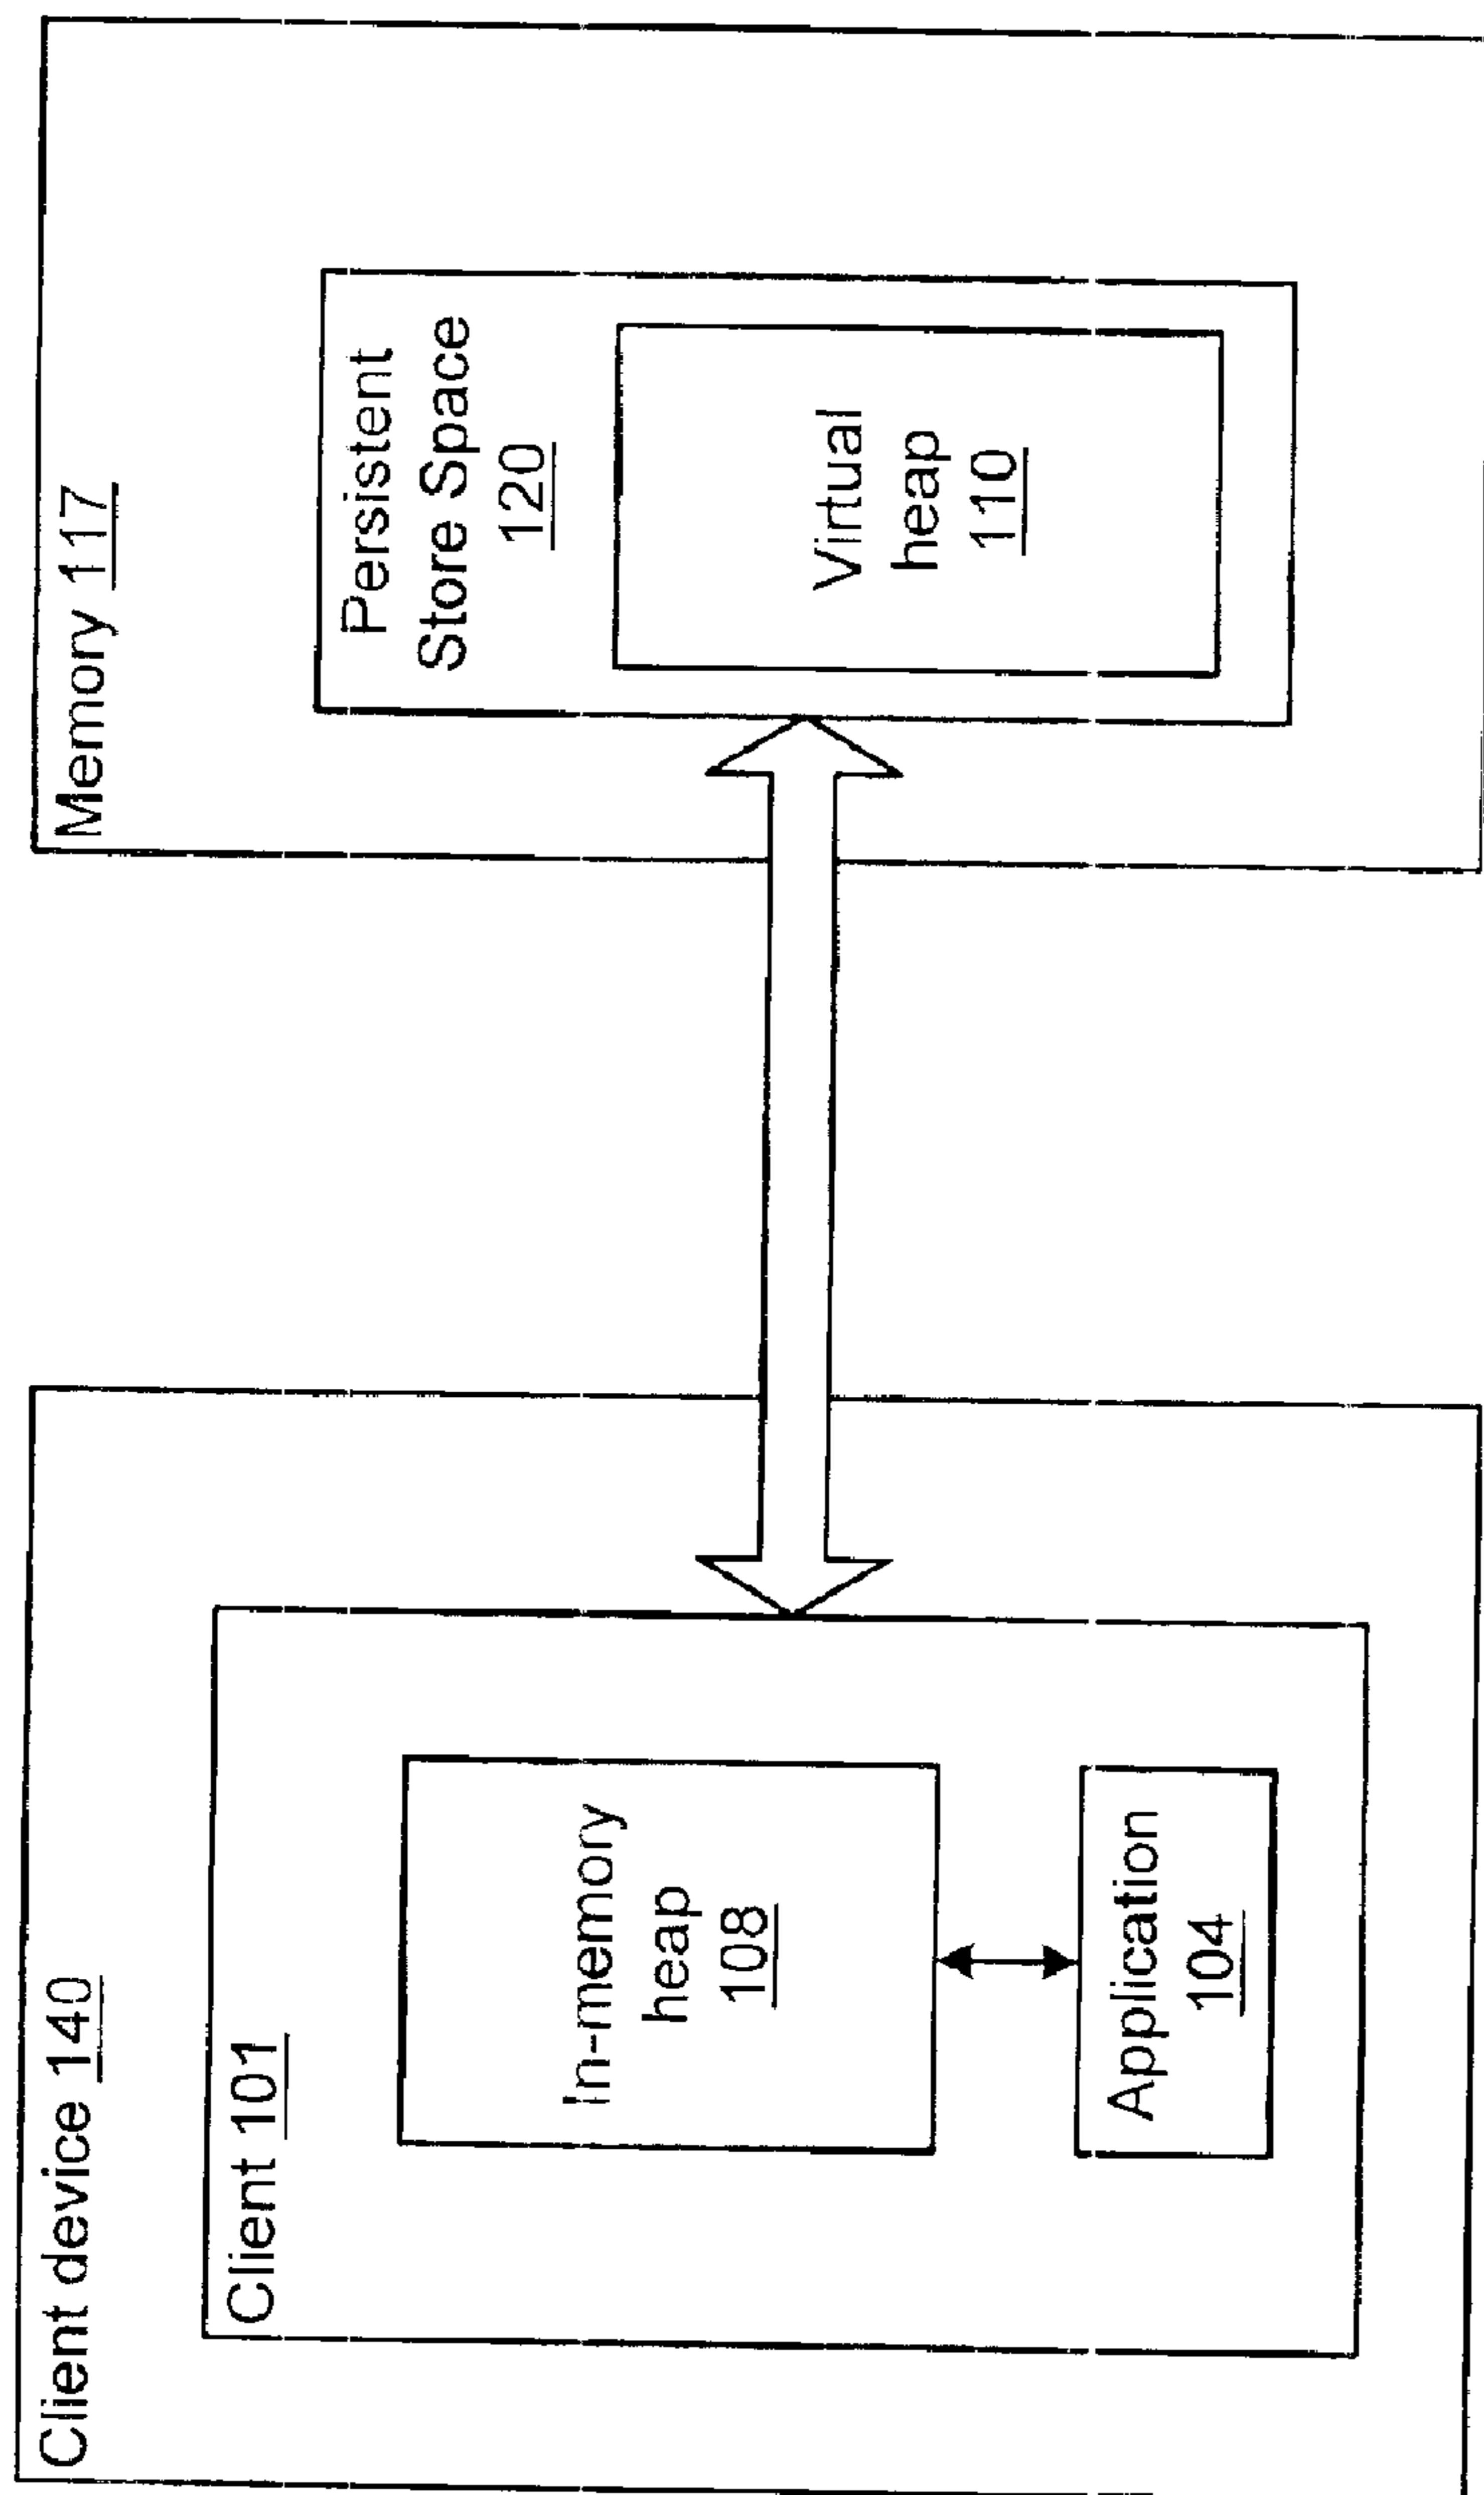 Client device 140
Client 101
In-memory
heap
108
Application
104
Memory 117
Persistent
Store Space
120
Virtual
heap
110